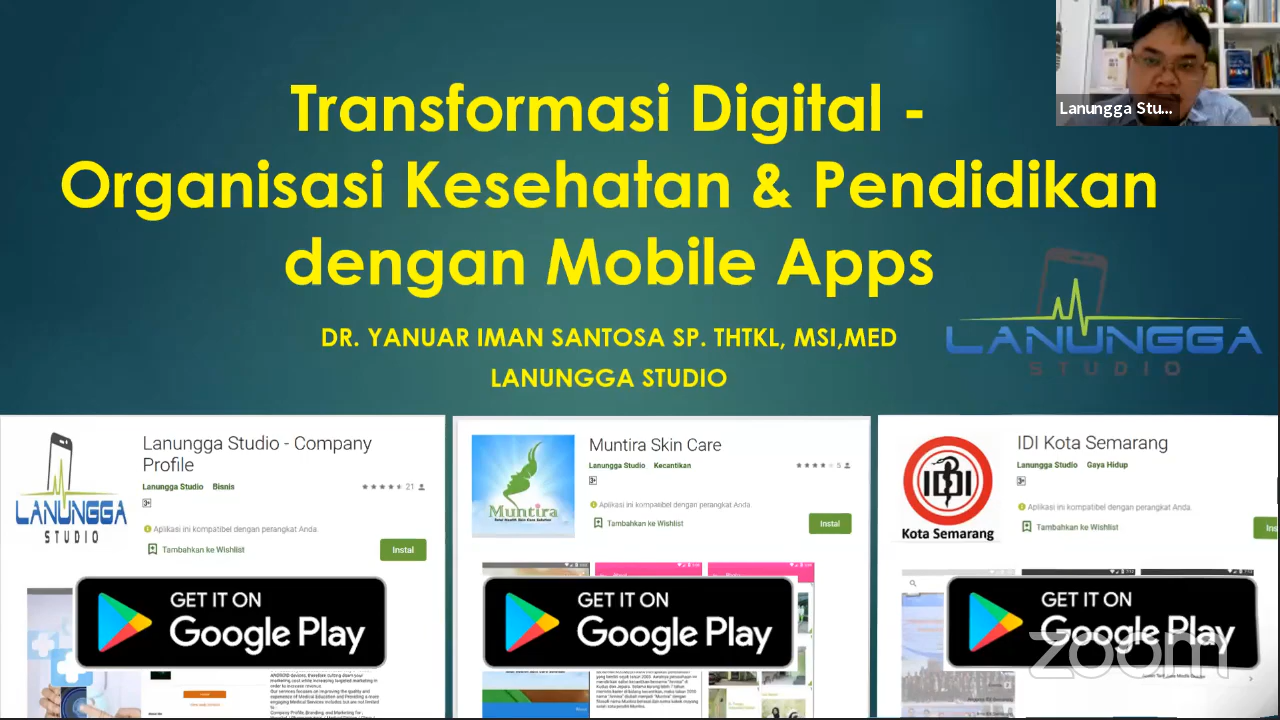 Transformasi Digital -
Organisasi Kesehatan & Pendidikan
dengan Mobile Apps
DR. YANUAR IMAN SANTOSA SP. THTKL, MSI,MED
LANUNGGA STUDIO
Lanungga Stu...
LANUNGGA
STUDIO
Lanungga Studio - Company
Profile
Lanungga Studio Bisnis
21
3+
Aplikasi ini kompatibel dengan perangkat Anda.
Tambahkan ke Wishlist
Instal
LANUNGGA
STUDIO
GET IT ON
Google Play
Muntira Skin Care
Lanungga Studio Kecantikan
5
3+
Aplikasi ini kompatibel dengan perangkat Anda.
Tambahkan ke Wishlist
Instal
Muntira
GET IT ON
Google Play
IDI Kota Semarang
Lanungga Studio Gaya Hidup
3+
Aplikasi ini kompatibel dengan perangkat Anda.
Tambahkan ke Wishlist
Ins
IDI
Kota Semarang
GET IT ON
Google Play
zoom